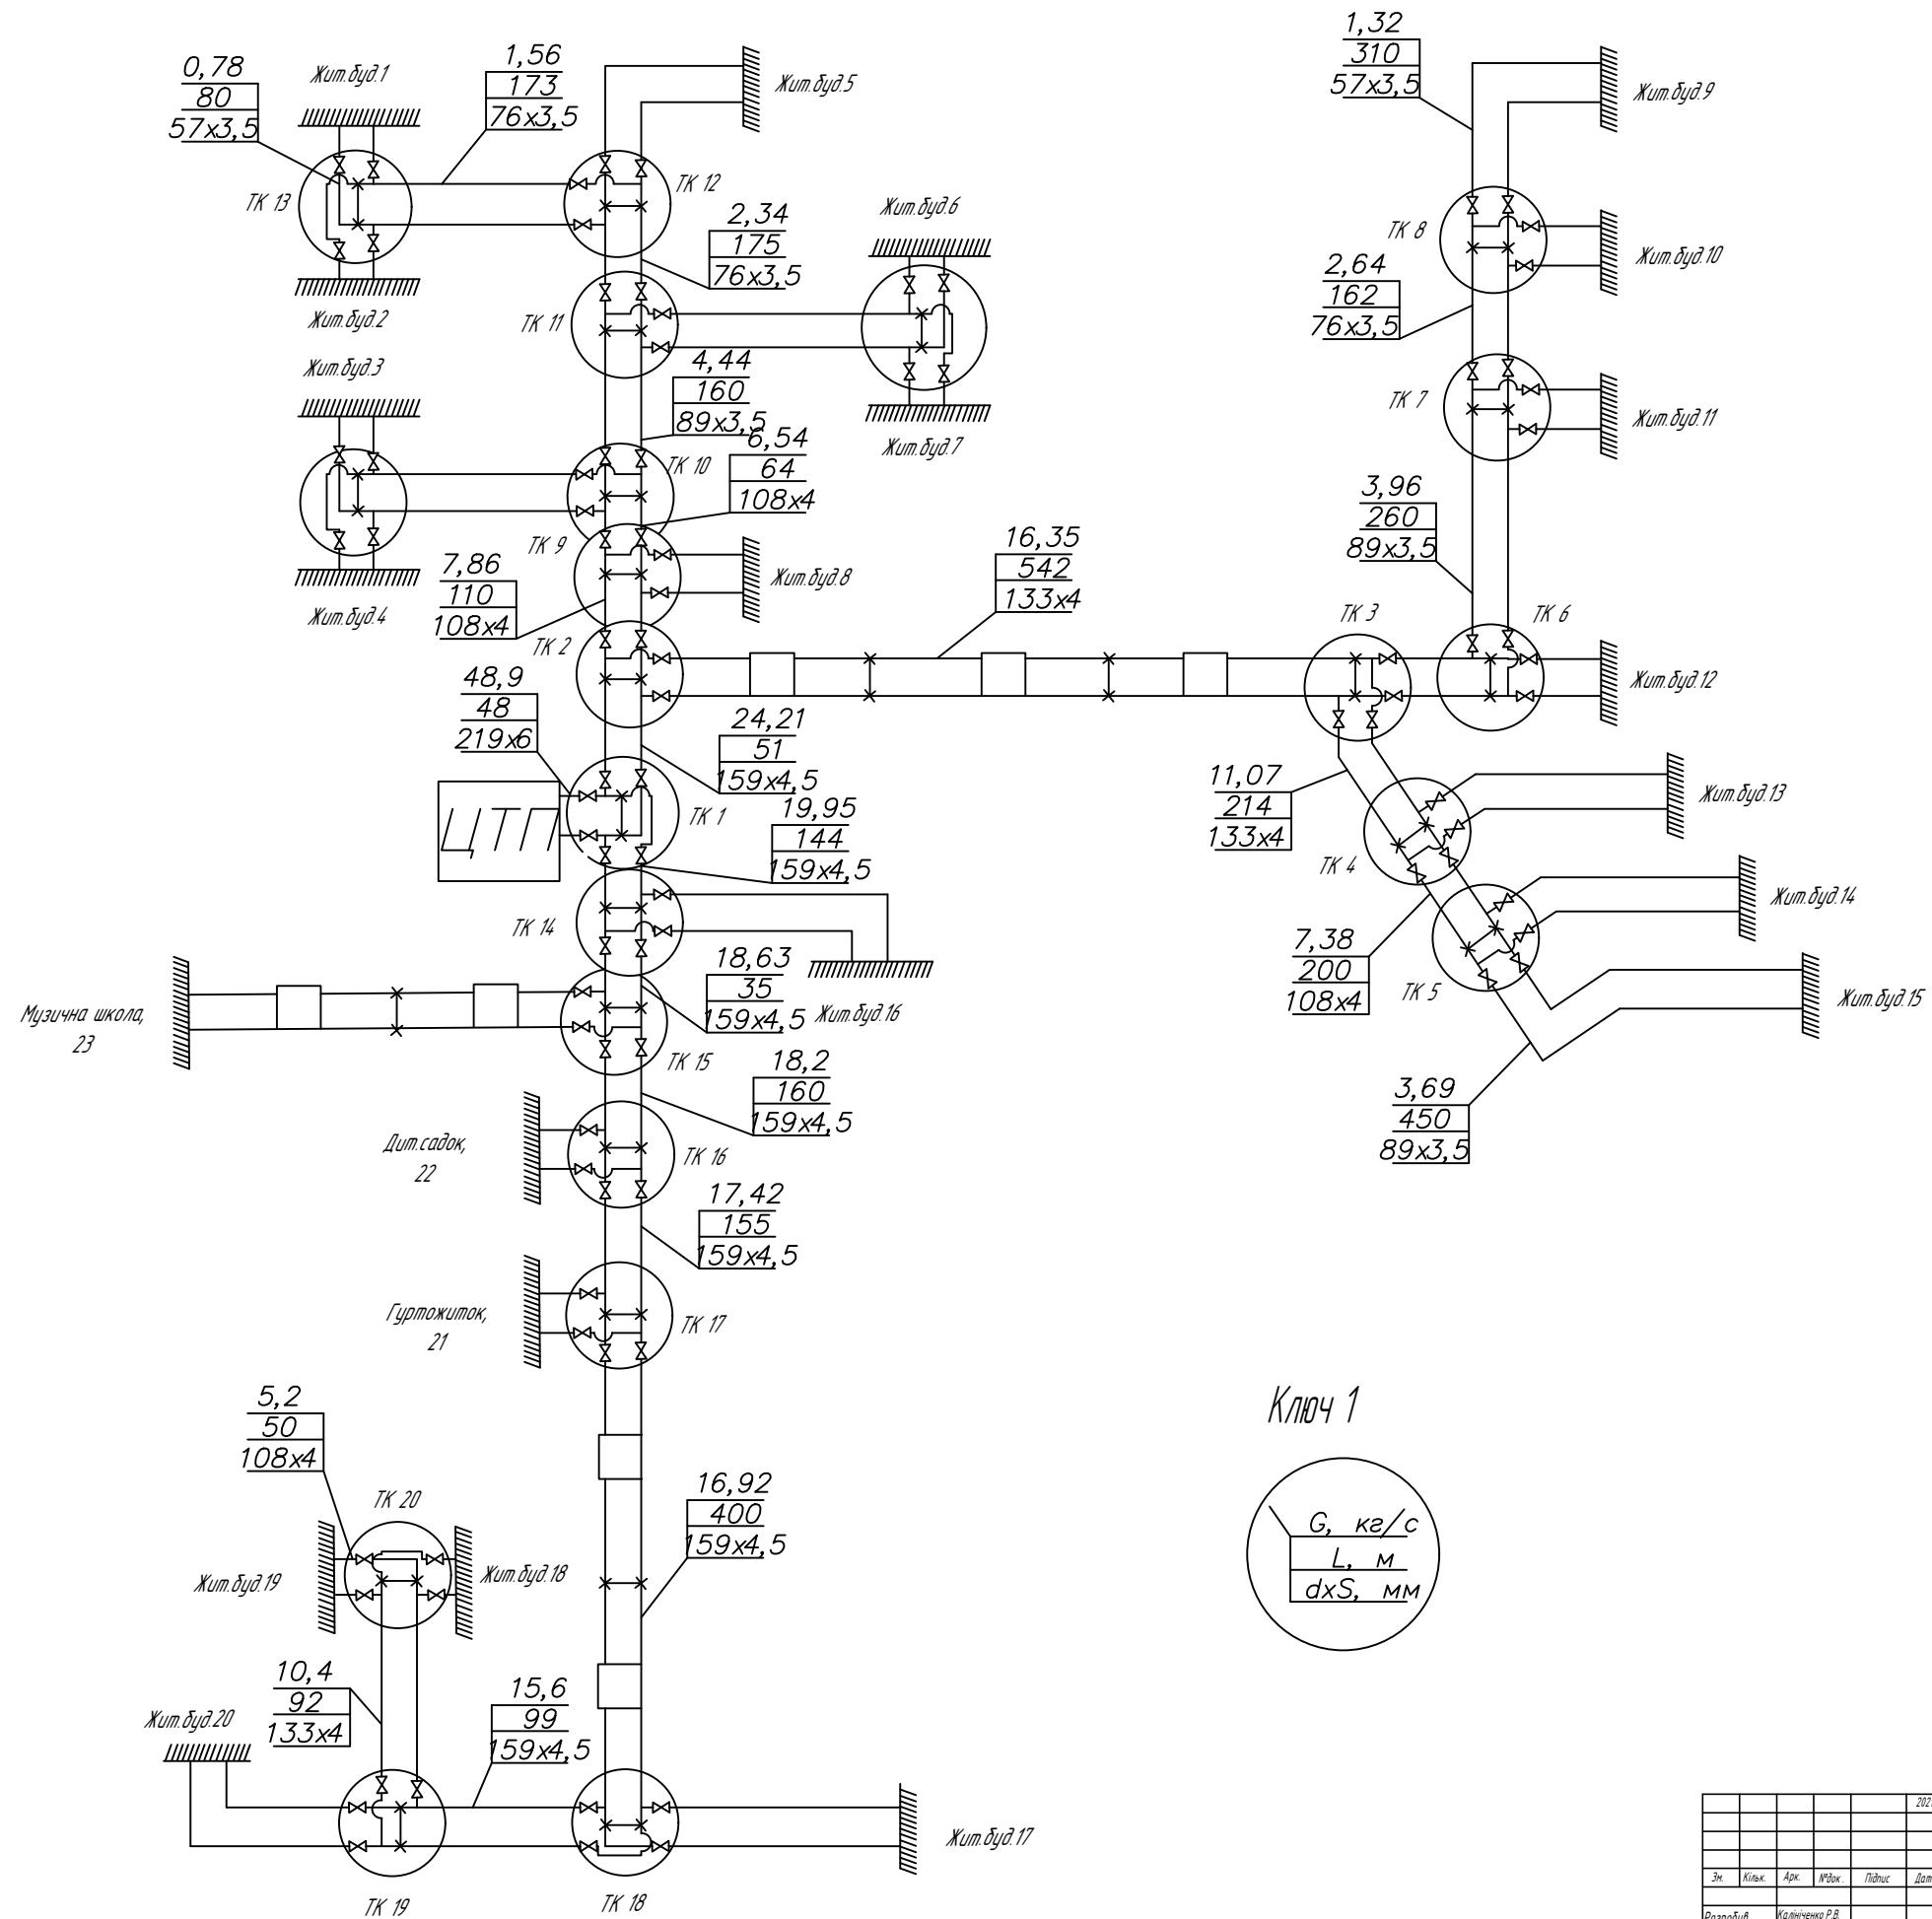 0,78
80
57x3,5
Жит.буд.1
1,56
173
76x3,5
Жит.буд.5
1,32
310
57x3,5
Жит.буд.9
ТК 13
ТК 12
Жит.буд.2
2,34
175
76x3,5
Жит.буд.6
ТК 8
Жит.буд.10
2,64
162
76x3,5
ТК 11
Жит.буд.3
4,44
160
89x3,5
Жит.буд.7
ТК 7
Жит.буд.11
ТК 10
6,54
64
108x4
3,96
260
89x3,5
ТК 9
Жит.буд.8
7,86
110
108x4
Жит.буд.4
16,35
542
133x4
ТК 3
ТК 6
ТК 2
Жит.буд.12
48,9
48
219x6
24,21
51
159x4,5
ЦТП
ТК 1
11,07
214
133x4
Жит.буд.13
19,95
144
159x4,5
ТК 4
Жит.буд.14
ТК 14
7,38
200
108x4
ТК 5
18,63
35
159x4,5
Жит.буд.16
Жит.буд.15
Музична школа,
23
ТК 15
18,2
160
159x4,5
3,69
450
89x3,5
Дит.садок,
22
ТК 16
17,42
155
159x4,5
Гуртожиток,
21
ТК 17
5,2
50
108x4
Ключ 1
ТК 20
16,92
400
159x4,5
G, кг/с
L, м
dxS, мм
Жит.буд.19
Жит.буд.18
10,4
92
133x4
15,6
99
159x4,5
Жит.буд.20
Жит.буд.17
ТК 19
ТК 18
202
Зм. Кільк. Арк. №док. Підпис Дат
Розробив Калініченко Р.В.